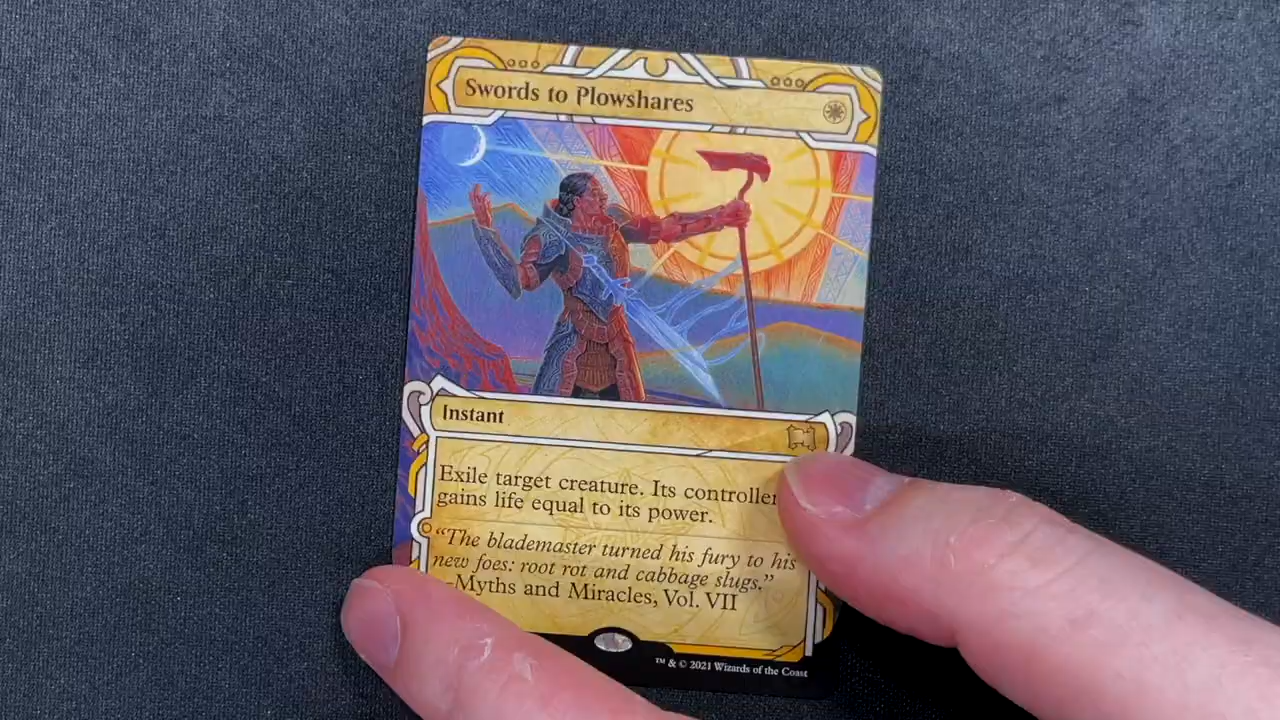 Swords to Plowshares
Instant
Exile target creature. Its controller
gains life equal to its power.
“The blademaster turned his fury to his
new foes: root rot and cabbage slugs.”
–Myths and Miracles, Vol. VII
™ & © 2021 Wizards of the Coast